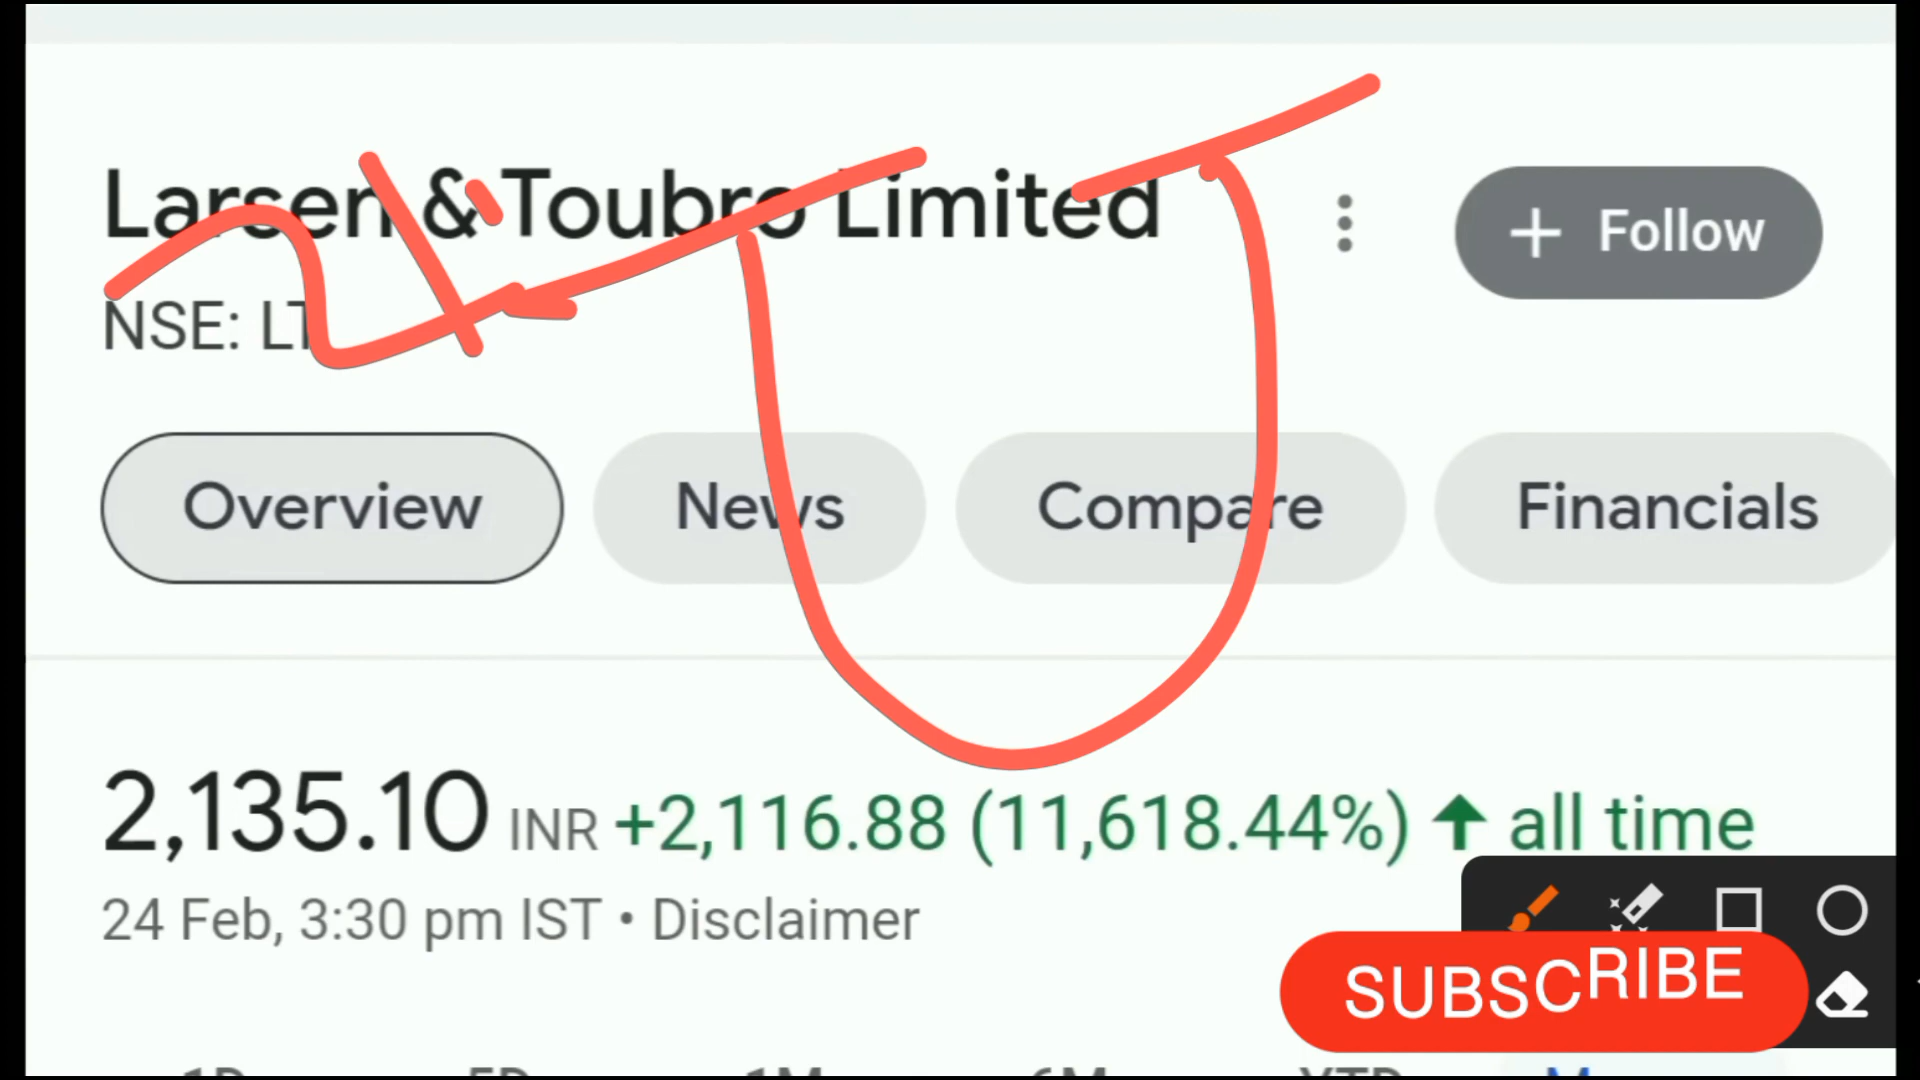 Larsen & Toubro Limited
+ Follow
NSE: LT
Overview News Compare Financials
2,135.10 INR +2,116.88 (11,618.44%) ↑ all time
24 Feb, 3:30 pm IST • Disclaimer
SUBSCRIBE